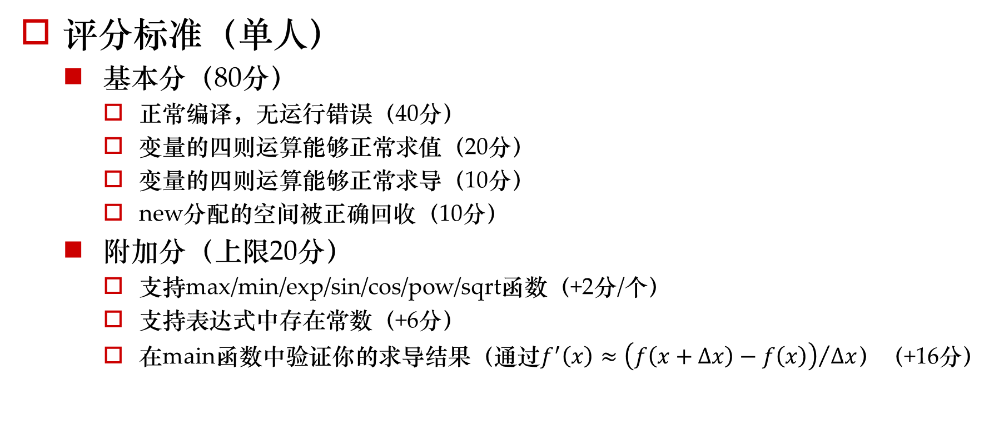 评分标准（单人）
基本分（80分）
正常编译，无运行错误（40分）
变量的四则运算能够正常求值（20分）
变量的四则运算能够正常求导（10分）
new分配的空间被正确回收（10分）
附加分（上限20分）
支持max/min/exp/sin/cos/pow/sqrt函数（+2分/个）
支持表达式中存在常数（+6分）
在main函数中验证你的求导结果（通过f′(x) ≈ (f(x + Δx) − f(x))/Δx）（+16分）